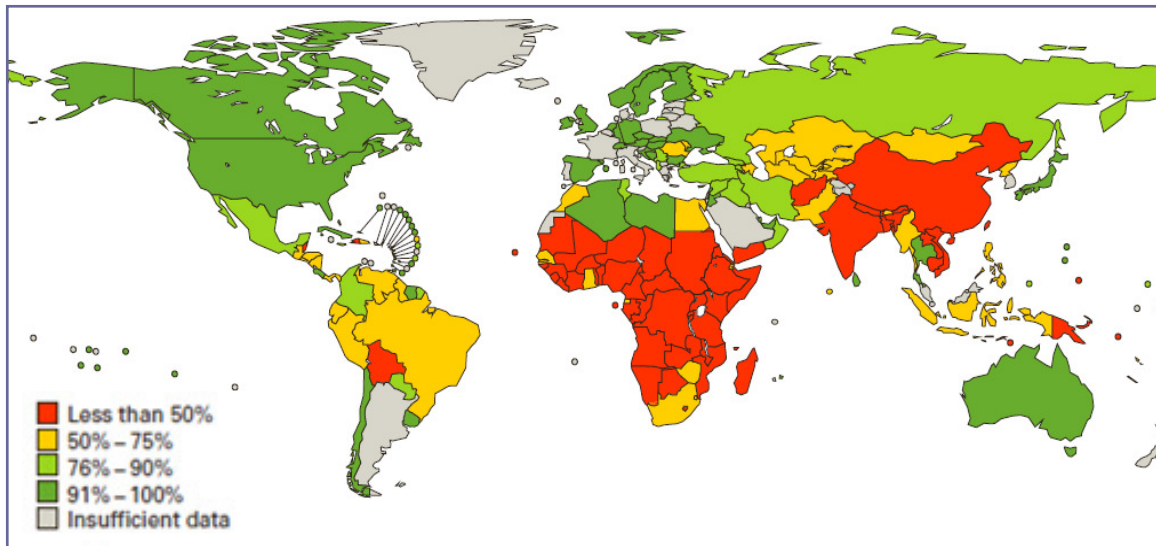 Less than 50%
50% – 75%
76% – 90%
91% – 100%
Insufficient data